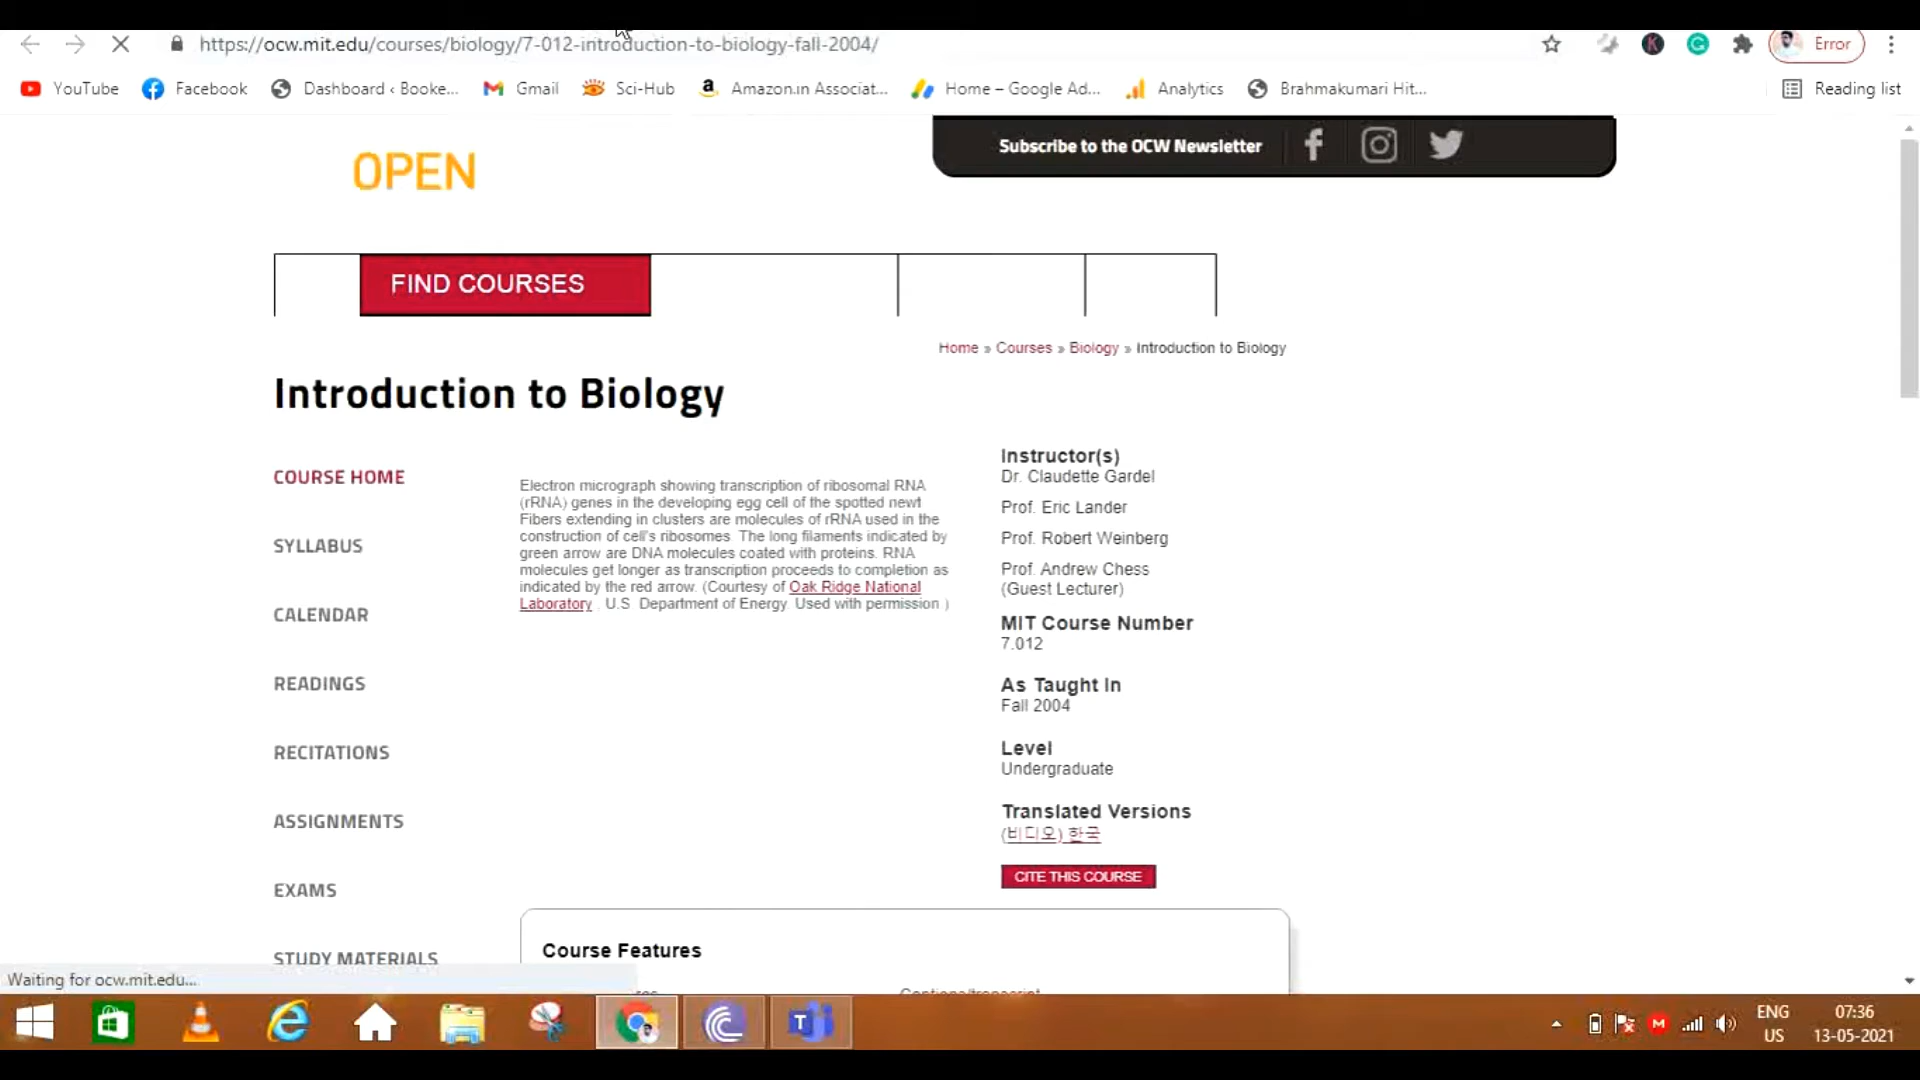 https://ocw.mit.edu/courses/biology/7-012-introduction-to-biology-fall-2004/
Error
YouTube
Facebook
Dashboard ‹ Booke...
Gmail
Sci-Hub
Amazon.in Associat...
Home – Google Ad...
Analytics
Brahmakumari Hit...
Reading list
OPEN
Subscribe to the OCW Newsletter
FIND COURSES
Home » Courses » Biology » Introduction to Biology
Introduction to Biology
COURSE HOME
SYLLABUS
CALENDAR
READINGS
RECITATIONS
ASSIGNMENTS
EXAMS
STUDY MATERIALS
Electron micrograph showing transcription of ribosomal RNA
(rRNA) genes in the developing egg cell of the spotted newt
Fibers extending in clusters are molecules of rRNA used in the
construction of cell's ribosomes. The long filaments indicated by
green arrow are DNA molecules coated with proteins. RNA
molecules get longer as transcription proceeds to completion as
indicated by the red arrow. (Courtesy of Oak Ridge National
Laboratory, U.S. Department of Energy. Used with permission.)
Instructor(s)
Dr. Claudette Gardel
Prof. Eric Lander
Prof. Robert Weinberg
Prof. Andrew Chess
(Guest Lecturer)
MIT Course Number
7.012
As Taught In
Fall 2004
Level
Undergraduate
Translated Versions
(비디오) 한국
CITE THIS COURSE
Course Features
Captions/transcript
Waiting for ocw.mit.edu...
ENG
US
07:36
13-05-2021